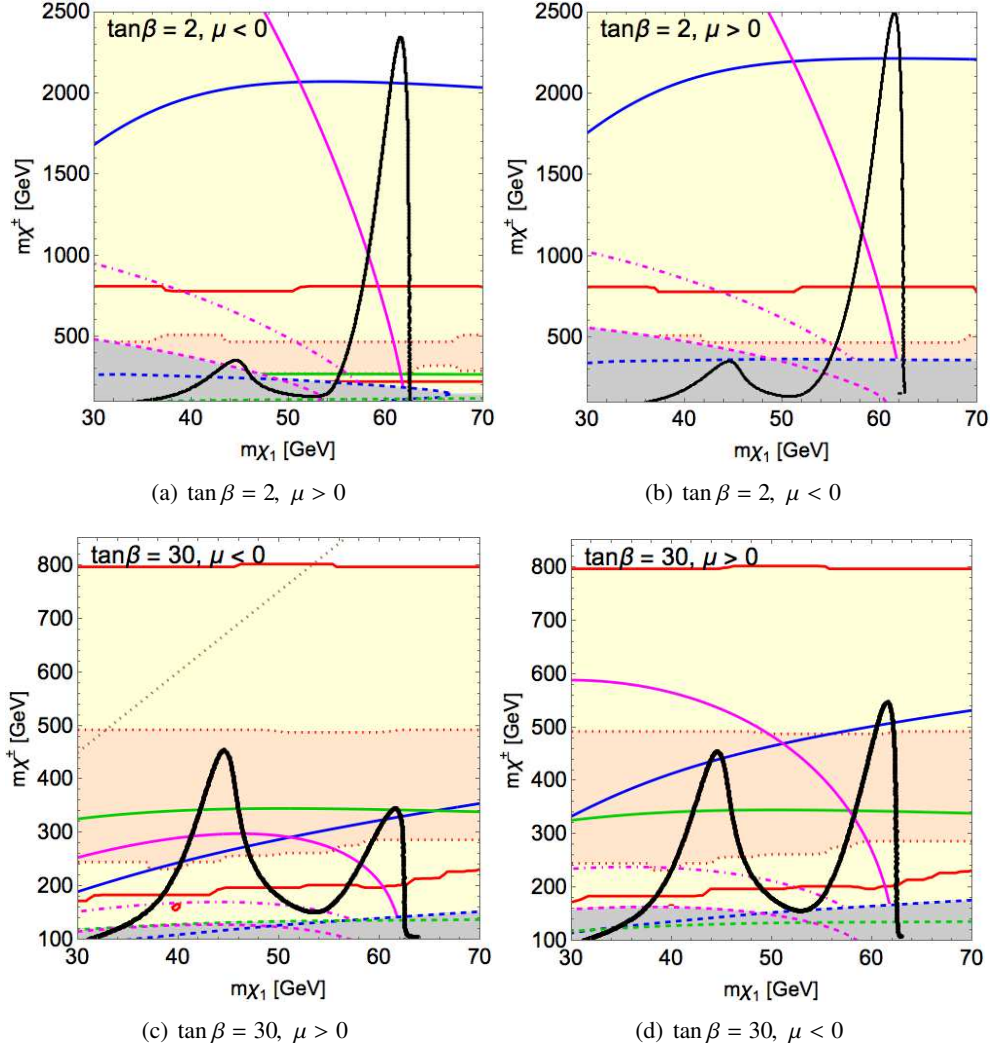 tanβ = 2, μ < 0
2500
2000
1500
1000
500
mχ± [GeV]
30 40 50 60 70
mχ₁ [GeV]
(a) tan β = 2, μ > 0
tanβ = 2, μ > 0
2500
2000
1500
1000
500
mχ± [GeV]
30 40 50 60 70
mχ₁ [GeV]
(b) tan β = 2, μ < 0
tanβ = 30, μ < 0
800
700
600
500
400
300
200
100
mχ± [GeV]
30 40 50 60 70
mχ₁ [GeV]
(c) tan β = 30, μ > 0
tanβ = 30, μ > 0
800
700
600
500
400
300
200
100
mχ± [GeV]
30 40 50 60 70
mχ₁ [GeV]
(d) tan β = 30, μ < 0